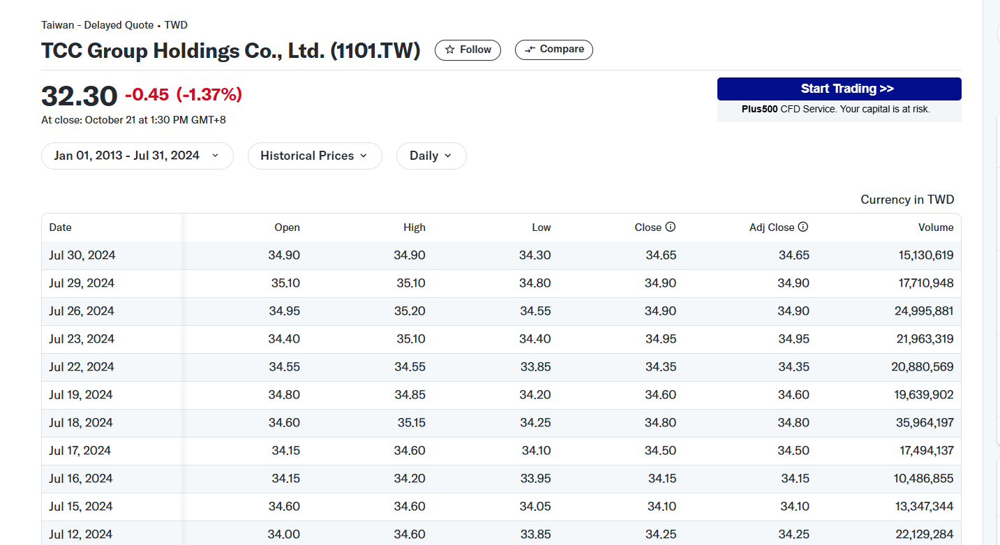 Taiwan - Delayed Quote • TWD
TCC Group Holdings Co., Ltd. (1101.TW) Follow Compare
32.30 -0.45 (-1.37%)
At close: October 21 at 1:30 PM GMT+8
Start Trading >>
Plus500 CFD Service. Your capital is at risk.
Jan 01, 2013 - Jul 31, 2024 Historical Prices Daily
Currency in TWD
Date Open High Low Close Adj Close Volume
Jul 30, 2024 34.90 34.90 34.30 34.65 34.65 15,130,619
Jul 29, 2024 35.10 35.10 34.80 34.90 34.90 17,710,948
Jul 26, 2024 34.95 35.20 34.55 34.90 34.90 24,995,881
Jul 23, 2024 34.40 35.10 34.40 34.95 34.95 21,963,319
Jul 22, 2024 34.55 34.55 33.85 34.35 34.35 20,880,569
Jul 19, 2024 34.80 34.85 34.20 34.60 34.60 19,639,902
Jul 18, 2024 34.60 35.15 34.25 34.80 34.80 35,964,197
Jul 17, 2024 34.15 34.60 34.10 34.50 34.50 17,494,137
Jul 16, 2024 34.15 34.20 33.95 34.15 34.15 10,486,855
Jul 15, 2024 34.60 34.60 34.05 34.10 34.10 13,347,344
Jul 12, 2024 34.00 34.60 33.85 34.25 34.25 22,129,284